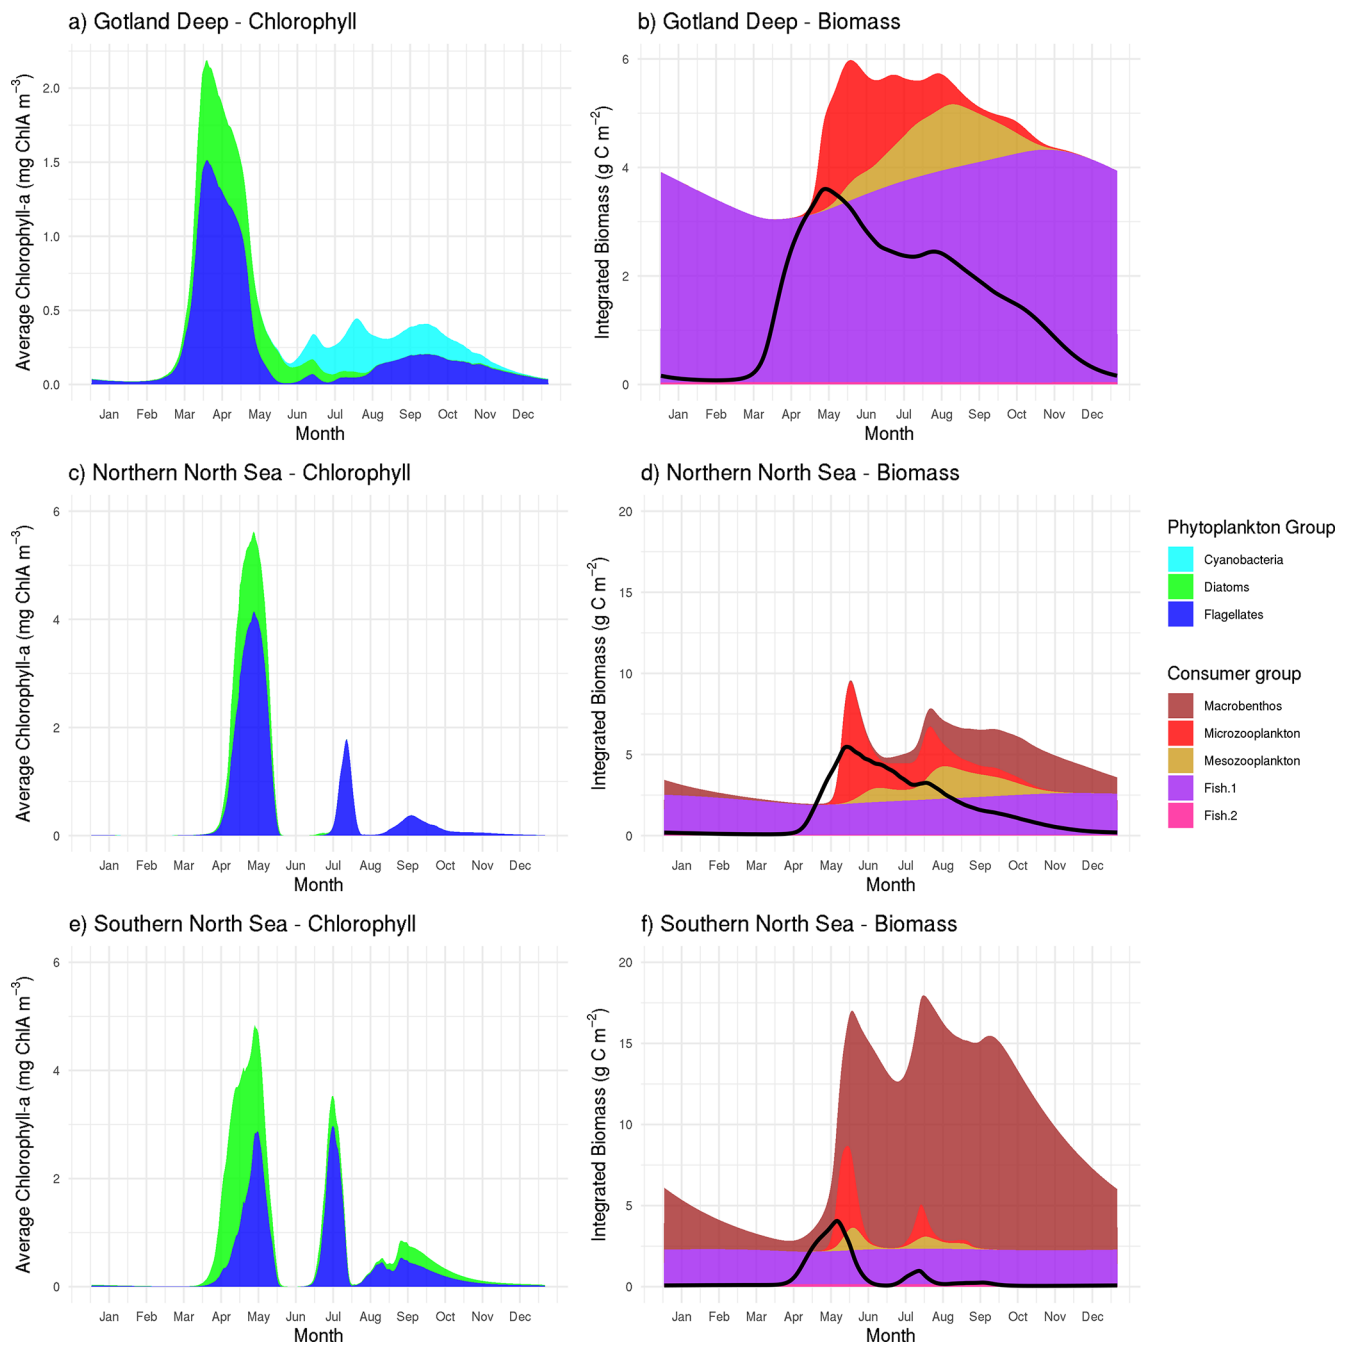 a) Gotland Deep - Chlorophyll
Average Chlorophyll-a (mg ChlA m−3)
2.0
1.5
1.0
0.5
0.0
Jan Feb Mar Apr May Jun Jul Aug Sep Oct Nov Dec
Month
b) Gotland Deep - Biomass
Integrated Biomass (g C m−2)
6
4
2
0
Jan Feb Mar Apr May Jun Jul Aug Sep Oct Nov Dec
Month
c) Northern North Sea - Chlorophyll
Average Chlorophyll-a (mg ChlA m−3)
6
4
2
0
Jan Feb Mar Apr May Jun Jul Aug Sep Oct Nov Dec
Month
d) Northern North Sea - Biomass
Integrated Biomass (g C m−2)
20
15
10
5
0
Jan Feb Mar Apr May Jun Jul Aug Sep Oct Nov Dec
Month
Phytoplankton Group
Cyanobacteria
Diatoms
Flagellates
Consumer group
Macrobenthos
Microzooplankton
Mesozooplankton
Fish.1
Fish.2
e) Southern North Sea - Chlorophyll
Average Chlorophyll-a (mg ChlA m−3)
6
4
2
0
Jan Feb Mar Apr May Jun Jul Aug Sep Oct Nov Dec
Month
f) Southern North Sea - Biomass
Integrated Biomass (g C m−2)
20
15
10
5
0
Jan Feb Mar Apr May Jun Jul Aug Sep Oct Nov Dec
Month